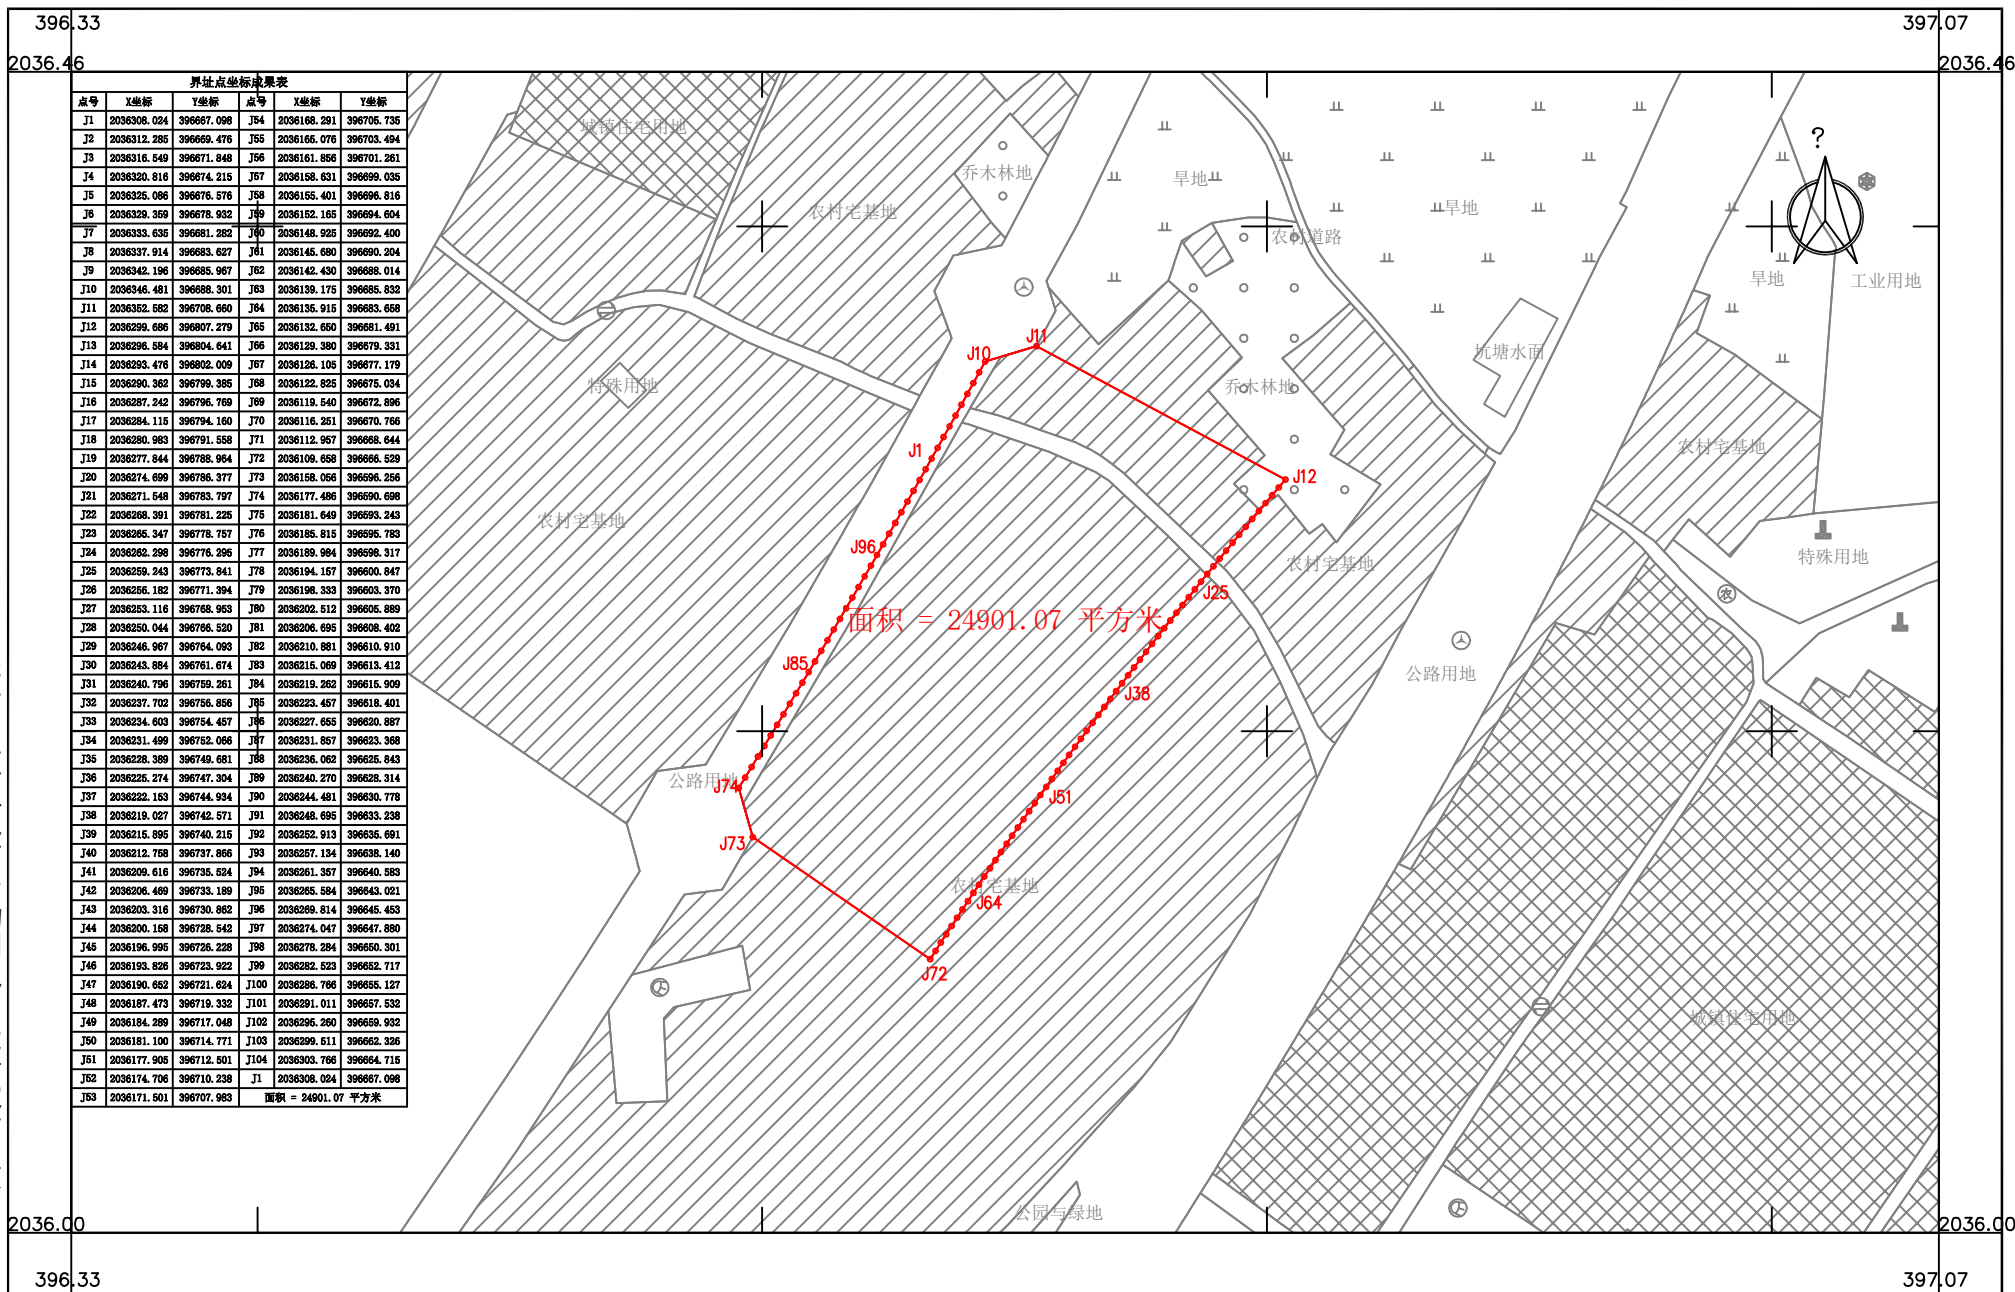 396.33 397.07
2036.46 2036.46
界址点坐标成果表
点号 X坐标 Y坐标 点号 X坐标 Y坐标
J1 2036308.024 396667.098 J54 2036168.291 396705.735
J2 2036312.285 396669.476 J55 2036165.076 396703.494
J3 2036316.549 396671.848 J56 2036161.856 396701.261
J4 2036320.816 396674.215 J57 2036158.631 396699.035
J5 2036325.086 396676.576 J58 2036155.401 396696.816
J6 2036329.359 396678.932 J59 2036152.165 396694.604
J7 2036333.635 396681.282 J60 2036148.925 396692.400
J8 2036337.914 396683.627 J61 2036145.680 396690.204
J9 2036342.196 396685.967 J62 2036142.430 396688.014
J10 2036346.481 396688.301 J63 2036139.175 396685.832
J11 2036352.582 396708.660 J64 2036135.915 396683.658
J12 2036299.686 396807.279 J65 2036132.650 396681.491
J13 2036296.584 396804.641 J66 2036129.380 396679.331
J14 2036293.476 396802.009 J67 2036126.105 396677.179
J15 2036290.362 396799.385 J68 2036122.825 396675.034
J16 2036287.242 396796.769 J69 2036119.540 396672.896
J17 2036284.115 396794.160 J70 2036116.251 396670.766
J18 2036280.983 396791.558 J71 2036112.957 396668.644
J19 2036277.844 396788.964 J72 2036109.658 396666.529
J20 2036274.699 396786.377 J73 2036158.056 396596.256
J21 2036271.548 396783.797 J74 2036177.486 396590.698
J22 2036268.391 396781.225 J75 2036181.649 396593.243
J23 2036265.347 396778.757 J76 2036185.815 396595.783
J24 2036262.298 396776.295 J77 2036189.984 396598.317
J25 2036259.243 396773.841 J78 2036194.157 396600.847
J26 2036256.182 396771.394 J79 2036198.333 396603.370
J27 2036253.116 396768.953 J80 2036202.512 396605.889
J28 2036250.044 396766.520 J81 2036206.695 396608.402
J29 2036246.967 396764.093 J82 2036210.881 396610.910
J30 2036243.884 396761.674 J83 2036215.069 396613.412
J31 2036240.796 396759.261 J84 2036219.262 396615.909
J32 2036237.702 396756.856 J85 2036223.457 396618.401
J33 2036234.603 396754.457 J86 2036227.655 396620.887
J34 2036231.499 396752.066 J87 2036231.857 396623.368
J35 2036228.389 396749.681 J88 2036236.062 396625.843
J36 2036225.274 396747.304 J89 2036240.270 396628.314
J37 2036222.153 396744.934 J90 2036244.481 396630.778
J38 2036219.027 396742.571 J91 2036248.695 396633.238
J39 2036215.895 396740.215 J92 2036252.913 396635.691
J40 2036212.758 396737.866 J93 2036257.134 396638.140
J41 2036209.616 396735.524 J94 2036261.357 396640.583
J42 2036206.469 396733.189 J95 2036265.584 396643.021
J43 2036203.316 396730.862 J96 2036269.814 396645.453
J44 2036200.158 396728.542 J97 2036274.047 396647.880
J45 2036196.995 396726.228 J98 2036278.284 396650.301
J46 2036193.826 396723.922 J99 2036282.523 396652.717
J47 2036190.652 396721.624 J100 2036286.766 396655.127
J48 2036187.473 396719.332 J101 2036291.011 396657.532
J49 2036184.289 396717.048 J102 2036295.260 396659.932
J50 2036181.100 396714.771 J103 2036299.511 396662.326
J51 2036177.905 396712.501 J104 2036303.766 396664.715
J52 2036174.706 396710.238 J1 2036308.024 396667.098
J53 2036171.501 396707.983 面积 = 24901.07 平方米
城镇住宅用地
?
乔木林地
旱地
农村宅基地
旱地
农村道路
旱地
工业用地
J11
J10
坑塘水面
特殊用地
乔木林地
J1
农村宅基地
J12
农村宅基地
J96
农村宅基地
特殊用地
J25
农
面积 = 24901.07 平方米
J85
公路用地
J38
公路用地
J74
J51
J73
农村宅基地
J64
J72
城镇住宅用地
公园与绿地
2036.00 2036.00
396.33 397.07